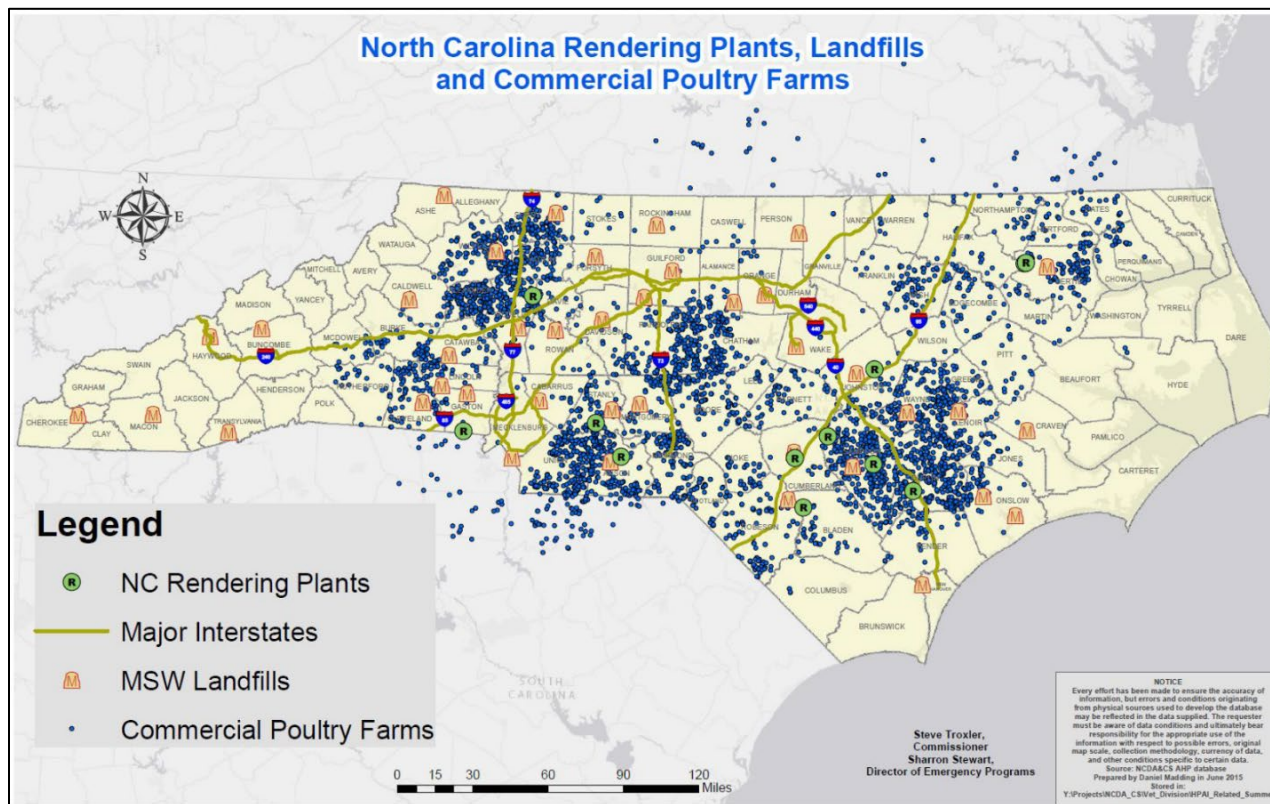 North Carolina Rendering Plants, Landfills
and Commercial Poultry Farms
N
W E
S
ASHE
ALLEGHANY
STOKES
ROCKINGHAM
CASWELL
PERSON
WARREN
NORTHAMPTON
CURRITUCK
WATAUGA
HALIFAX
HERTFORD
MITCHELL
AVERY
GUILFORD
ALAMANCE
ORANGE
GRANVILLE
FRANKLIN
PERQUIMANS
CHOWAN
MADISON
YANCEY
CALDWELL
FORSYTH
DURHAM
EDGECOMBE
MARTIN
WASHINGTON
TYRRELL
DARE
BUNCOMBE
MCDOWELL
BURKE
CATAWBA
ROWAN
CHATHAM
WAKE
WILSON
PITT
BEAUFORT
HYDE
HAYWOOD
SWAIN
GRAHAM
JACKSON
HENDERSON
POLK
LINCOLN
CABARRUS
STANLY
LEE
CHEROKEE
CLAY
MACON
TRANSYLVANIA
GASTON
MECKLENBURG
LENOIR
CRAVEN
PAMLICO
JONES
CARTERET
CUMBERLAND
ONSLOW
BLADEN
PENDER
COLUMBUS
BRUNSWICK
77
73
Legend
R NC Rendering Plants
Major Interstates
M MSW Landfills
Commercial Poultry Farms
SOUTH
CAROLINA
0 15 30 60 90 120
Miles
Steve Troxler,
Commissioner
Sharron Stewart,
Director of Emergency Programs
NOTICE
Every effort has been made to ensure the accuracy of
information, but errors and conditions originating
from physical sources used to develop the database
may be reflected in the data supplied. The requester
must be aware of data conditions and ultimately bear
responsibility for the appropriate use of the
information with respect to possible errors, original
map scale, collection methodology, currency of data,
and other conditions specific to certain data.
Source: NCDA&CS AHP database
Prepared by Daniel Madding in June 2015
Stored in:
Y:\Projects\NCDA_CS\Vet_Division\HPAI_Related_Summe